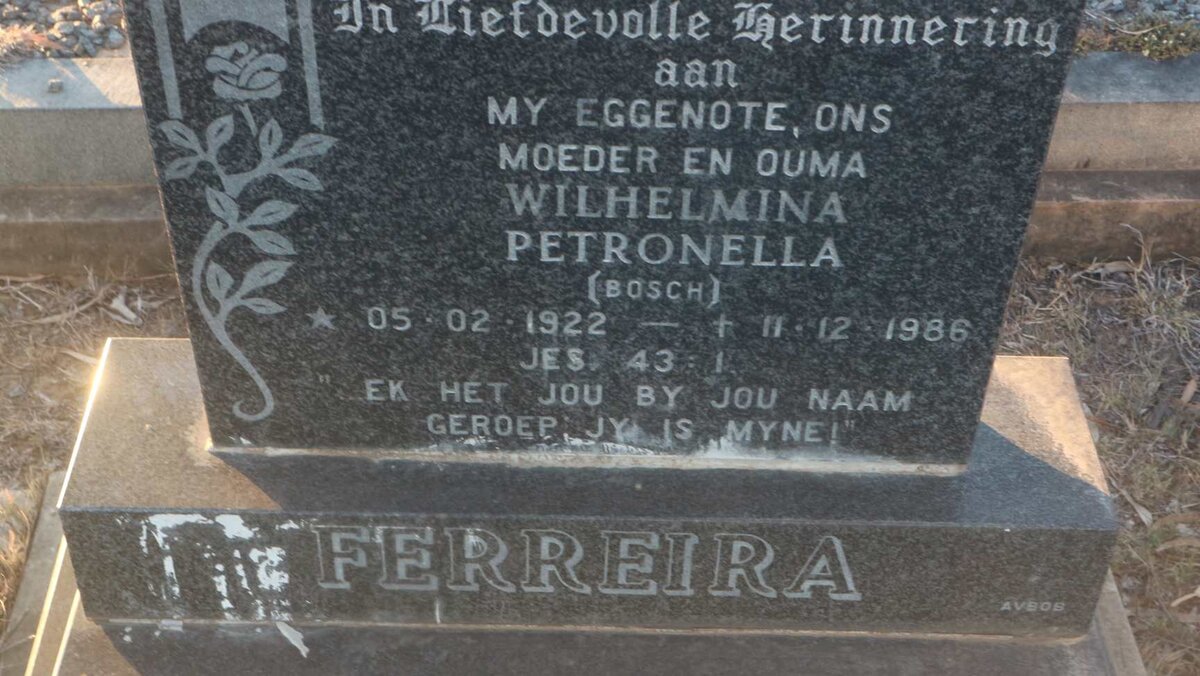 In Liefdevolle Herinnering
aan
MY EGGENOTE, ONS
MOEDER EN OUMA
WILHELMINA
PETRONELLA
(BOSCH)
★ 05-02-1922 — † 11-12-1986
JES. 43:1.
"EK HET JOU BY JOU NAAM
GEROEP JY IS MYNE!"
FERREIRA
AVBOB